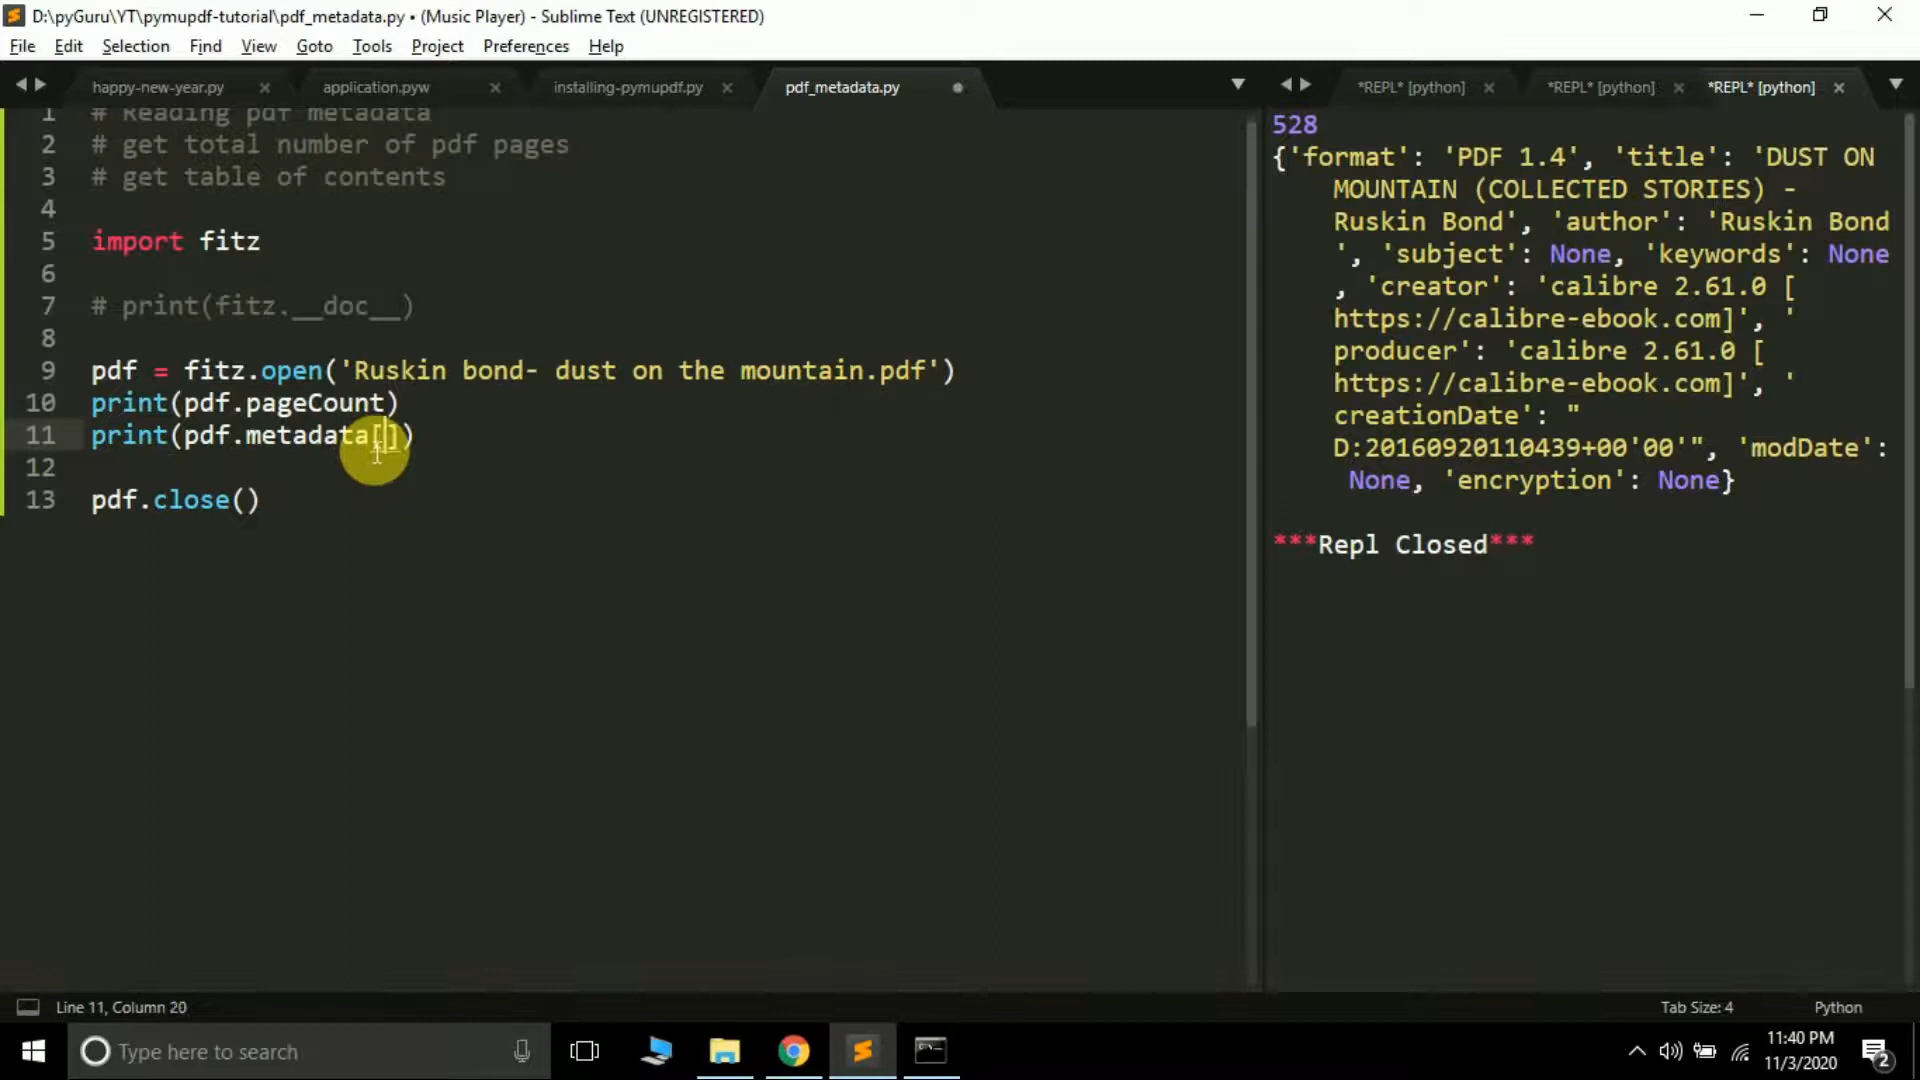 D:\pyGuru\YT\pymupdf-tutorial\pdf_metadata.py • (Music Player) - Sublime Text (UNREGISTERED)
File Edit Selection Find View Goto Tools Project Preferences Help
happy-new-year.py × application.pyw × installing-pymupdf.py × pdf_metadata.py
*REPL* [python] × *REPL* [python] × *REPL* [python] ×
1 # Reading pdf metadata
2 # get total number of pdf pages
3 # get table of contents
4
5 import fitz
6
7 # print(fitz.__doc__)
8
9 pdf = fitz.open('Ruskin bond- dust on the mountain.pdf')
10 print(pdf.pageCount)
11 print(pdf.metadata[])
12
13 pdf.close()
528
{'format': 'PDF 1.4', 'title': 'DUST ON
MOUNTAIN (COLLECTED STORIES) -
Ruskin Bond', 'author': 'Ruskin Bond
', 'subject': None, 'keywords': None
, 'creator': 'calibre 2.61.0 [
https://calibre-ebook.com]', '
producer': 'calibre 2.61.0 [
https://calibre-ebook.com]', '
creationDate': "
D:20160920110439+00'00'", 'modDate':
None, 'encryption': None}
***Repl Closed***
Line 11, Column 20
Tab Size: 4
Python
Type here to search
11:40 PM
11/3/2020
2